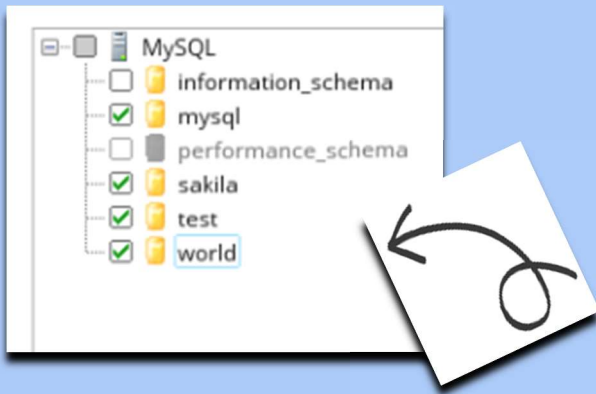 MySQL
information_schema
mysql
performance_schema
sakila
test
world